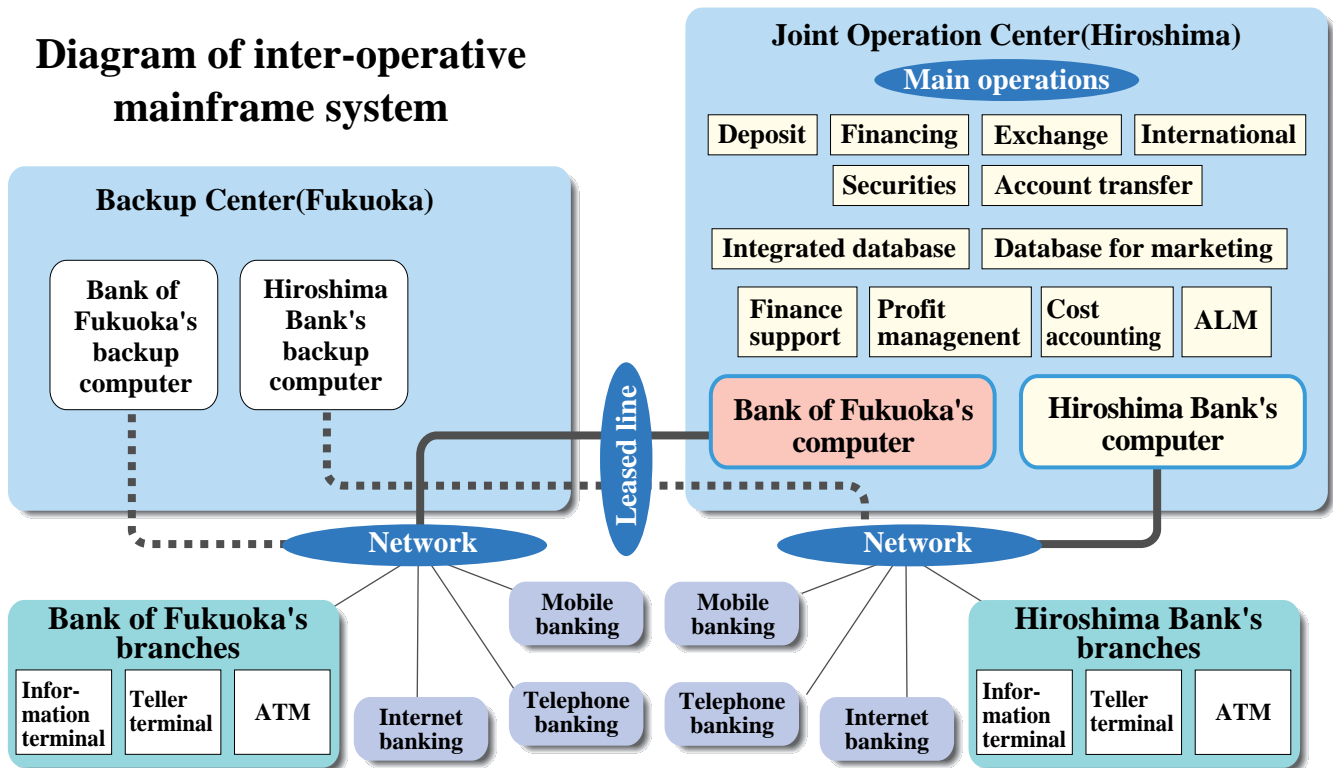 Diagram of inter-operative
mainframe system
Joint Operation Center(Hiroshima)
Main operations
Deposit
Financing
Exchange
International
Securities
Account transfer
Integrated database
Database for marketing
Finance
support
Profit
management
Cost
accounting
ALM
Bank of Fukuoka's
computer
Hiroshima Bank's
computer
Backup Center(Fukuoka)
Bank of
Fukuoka's
backup
computer
Hiroshima
Bank's
backup
computer
Leased line
Network
Network
Bank of Fukuoka's
branches
Infor-
mation
terminal
Teller
terminal
ATM
Internet
banking
Telephone
banking
Mobile
banking
Mobile
banking
Telephone
banking
Internet
banking
Hiroshima Bank's
branches
Infor-
mation
terminal
Teller
terminal
ATM